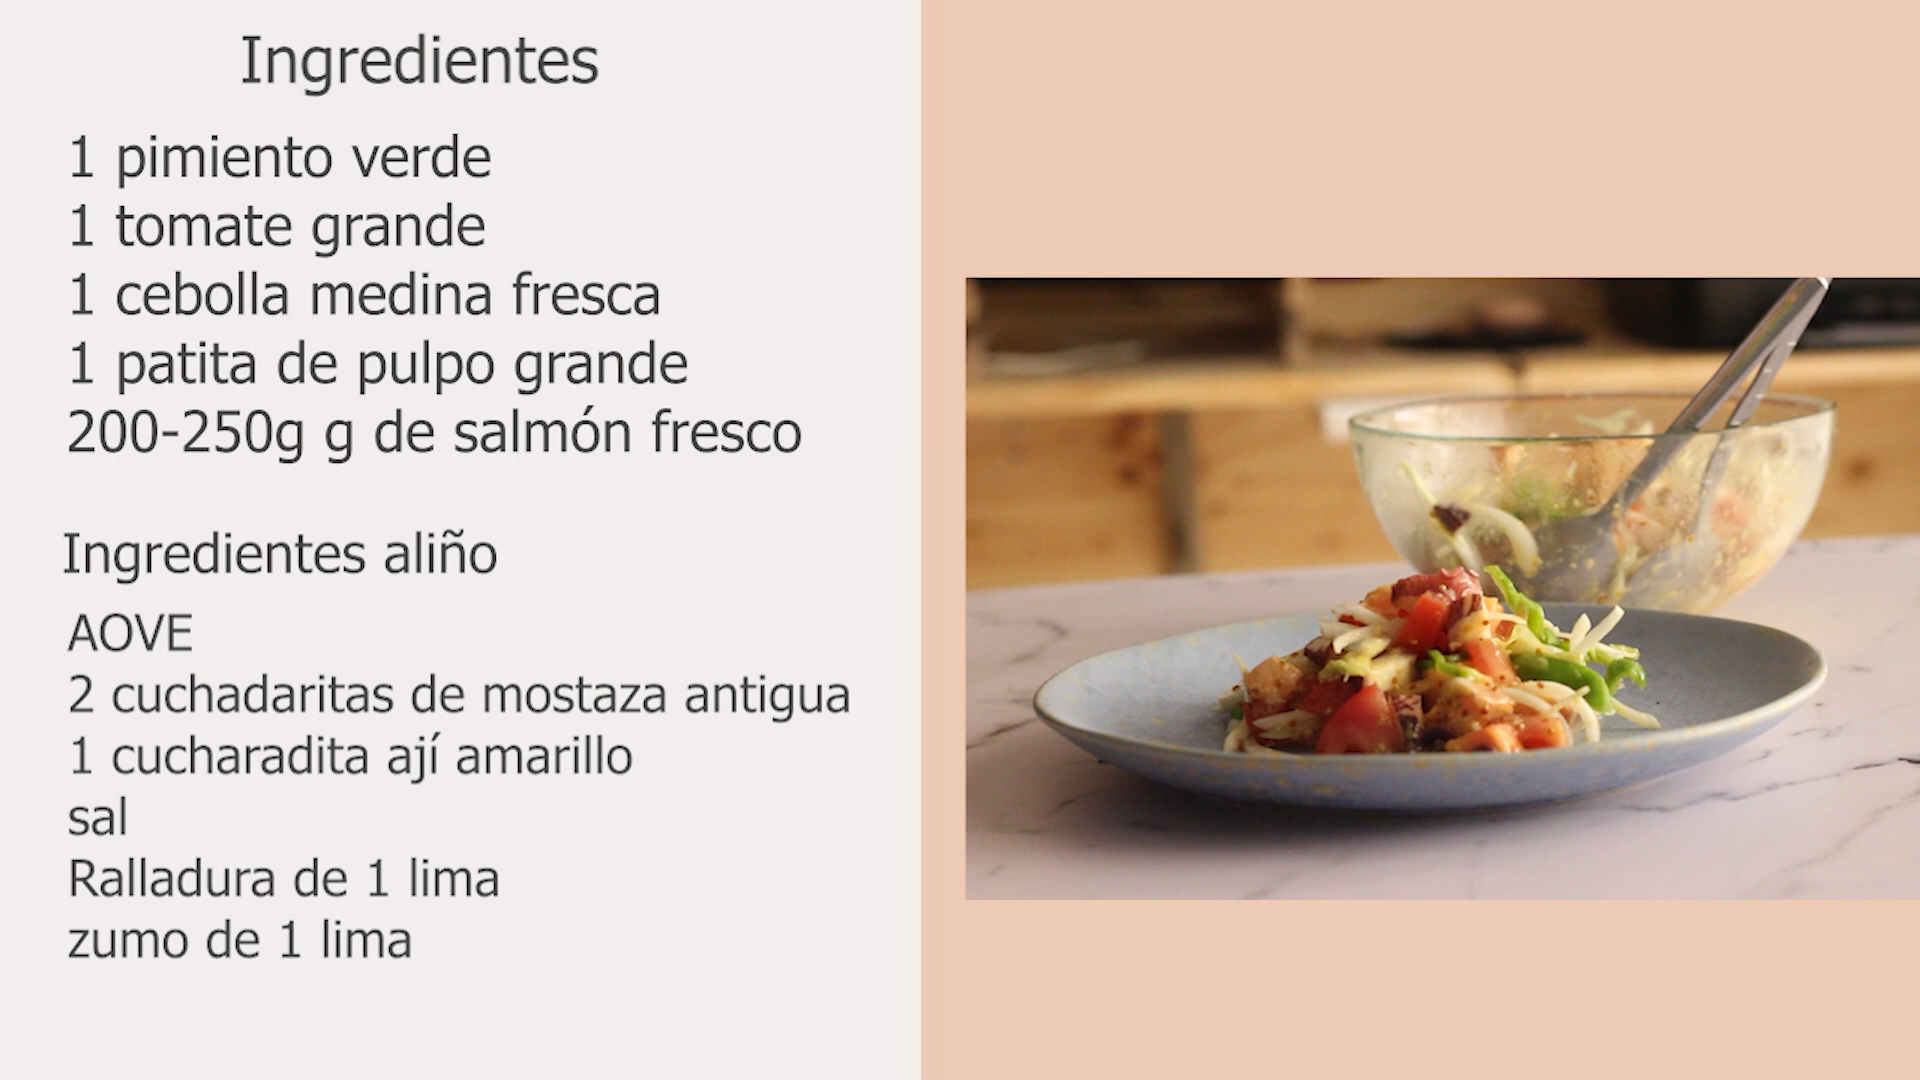 Ingredientes
1 pimiento verde
1 tomate grande
1 cebolla medina fresca
1 patita de pulpo grande
200-250g g de salmón fresco
Ingredientes aliño
AOVE
2 cuchadaritas de mostaza antigua
1 cucharadita ají amarillo
sal
Ralladura de 1 lima
zumo de 1 lima